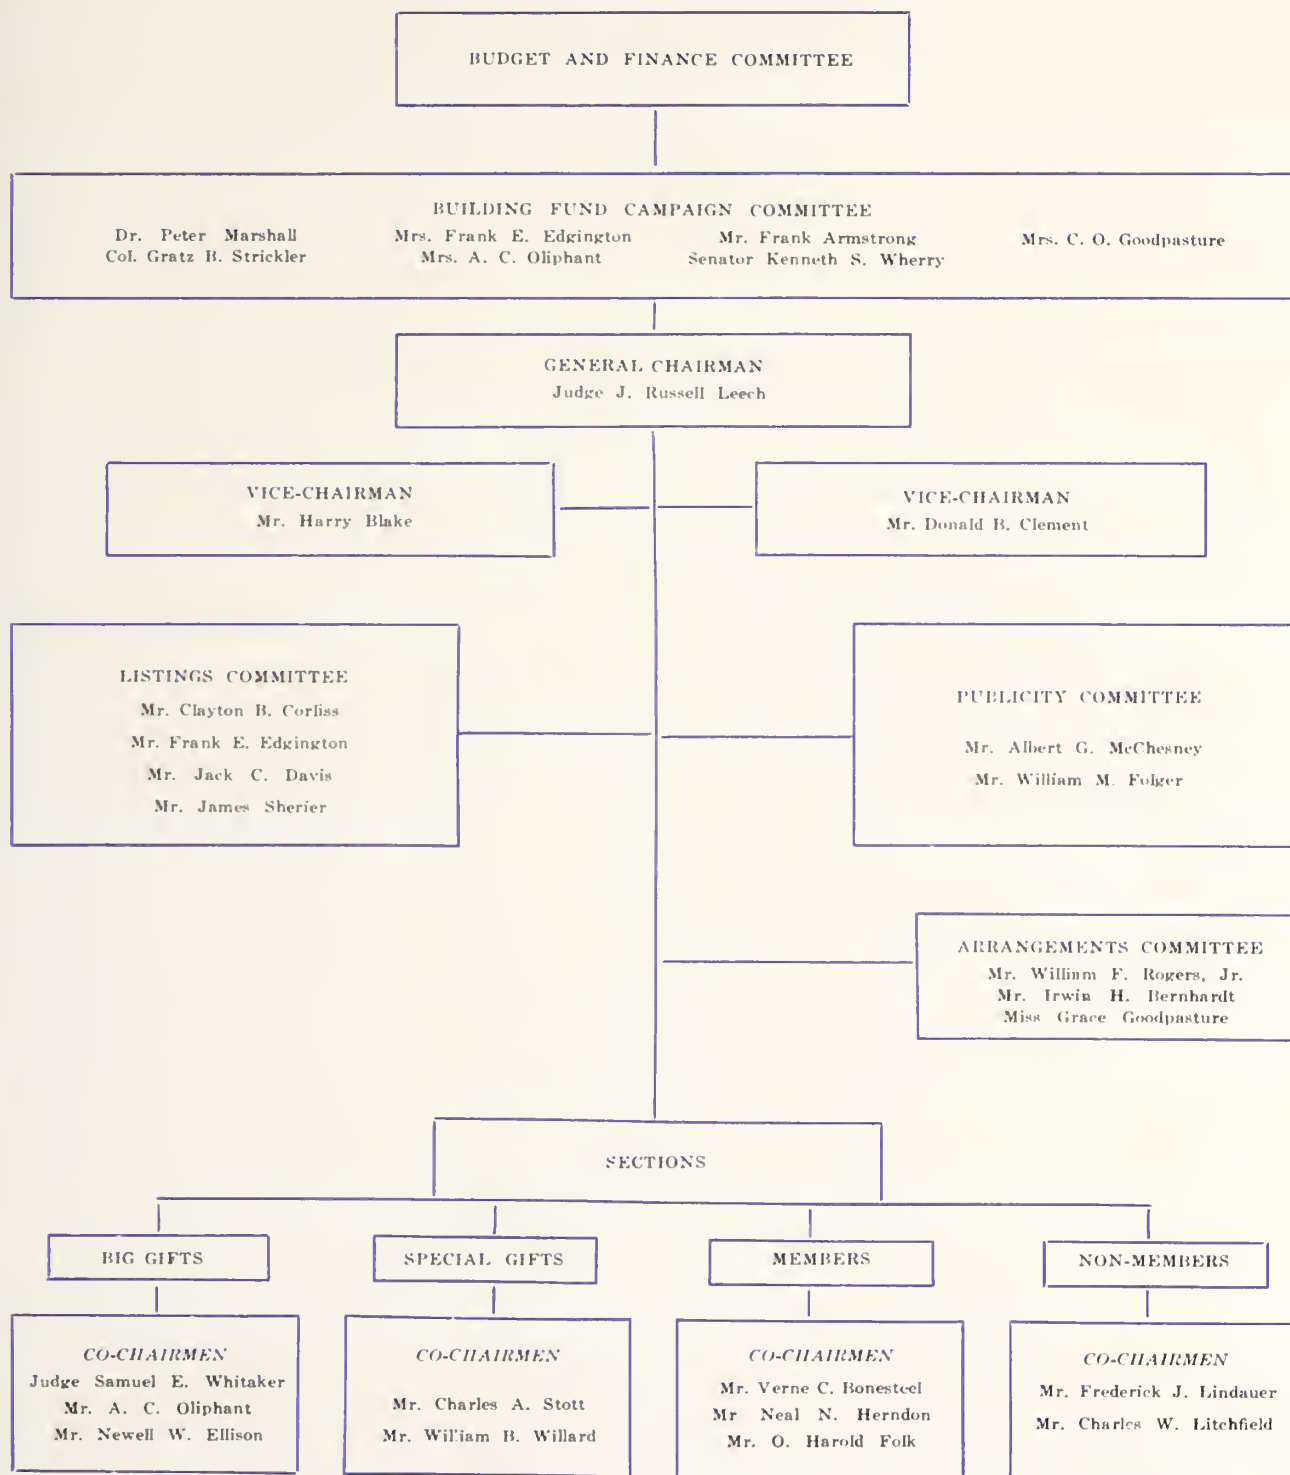 BUDGET AND FINANCE COMMITTEE
BUILDING FUND CAMPAIGN COMMITTEE
Dr. Peter Marshall Mrs. Frank E. Edgington Mr. Frank Armstrong Mrs. C. O. Goodpasture
Col. Gratz B. Strickler Mrs. A. C. Oliphant Senator Kenneth S. Wherry
GENERAL CHAIRMAN
Judge J. Russell Leech
VICE-CHAIRMAN
Mr. Harry Blake
VICE-CHAIRMAN
Mr. Donald B. Clement
LISTINGS COMMITTEE
Mr. Clayton B. Corliss
Mr. Frank E. Edgington
Mr. Jack C. Davis
Mr. James Sherier
PUBLICITY COMMITTEE
Mr. Albert G. McChesney
Mr. William M. Folger
ARRANGEMENTS COMMITTEE
Mr. William F. Rogers, Jr.
Mr. Irwin H. Bernhardt
Miss Grace Goodpasture
SECTIONS
BIG GIFTS
CO-CHAIRMEN
Judge Samuel E. Whitaker
Mr. A. C. Oliphant
Mr. Newell W. Ellison
SPECIAL GIFTS
CO-CHAIRMEN
Mr. Charles A. Stott
Mr. William B. Willard
MEMBERS
CO-CHAIRMEN
Mr. Verne C. Bonesteel
Mr Neal N. Herndon
Mr. O. Harold Folk
NON-MEMBERS
CO-CHAIRMEN
Mr. Frederick J. Lindauer
Mr. Charles W. Litchfield